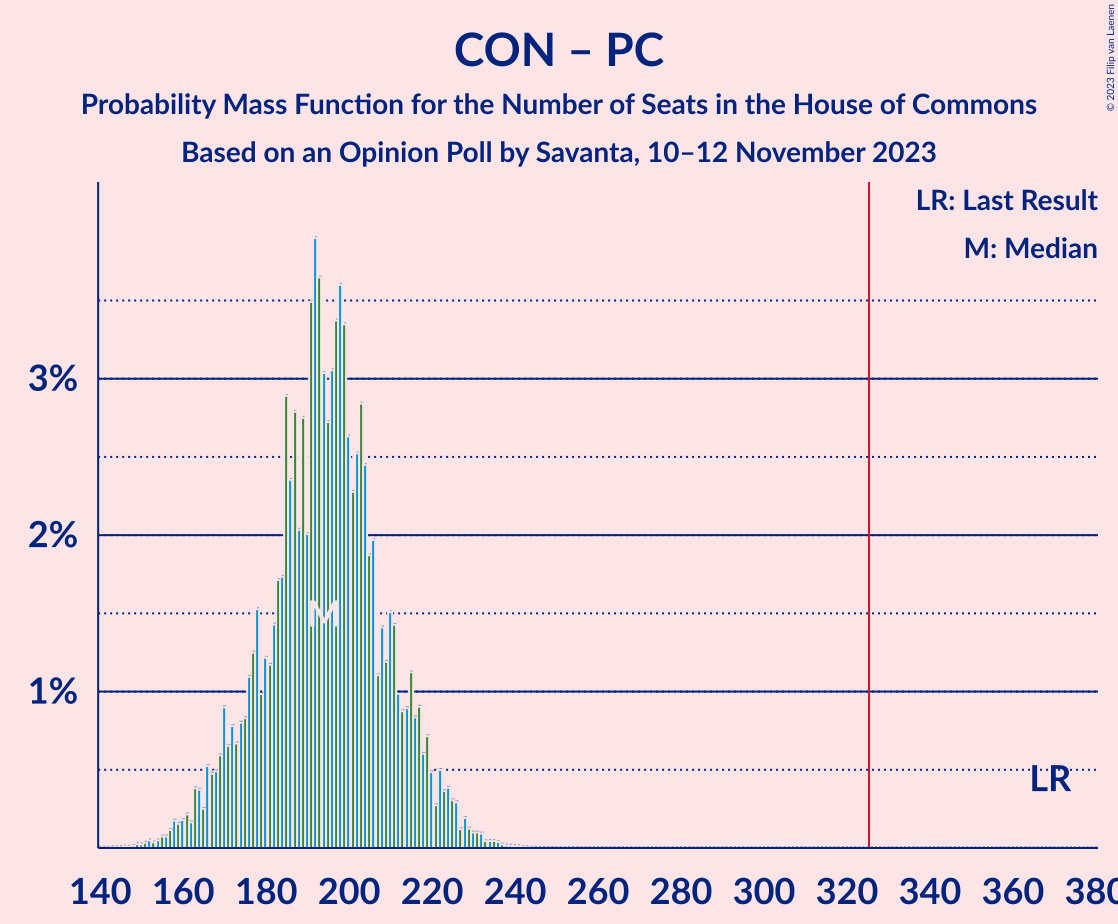 CON – PC
Probability Mass Function for the Number of Seats in the House of Commons
Based on an Opinion Poll by Savanta, 10–12 November 2023
© 2023 Filip van Laenen
LR: Last Result
M: Median
3%
2%
1%
M
LR
140 160 180 200 220 240 260 280 300 320 340 360 380